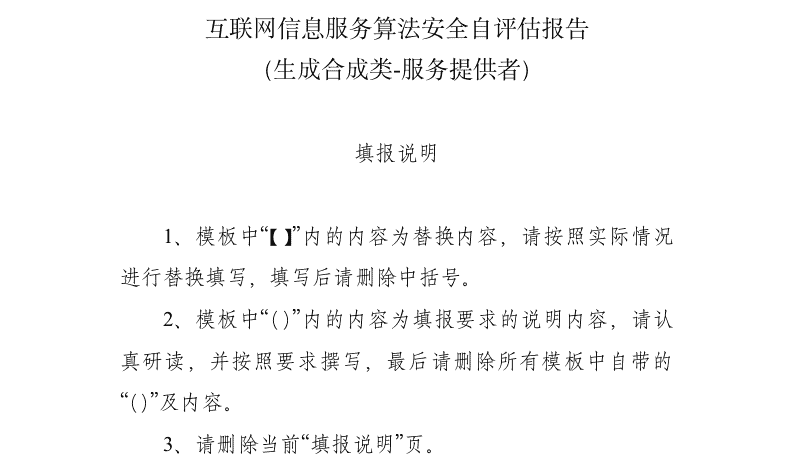 互联网信息服务算法安全自评估报告
（生成合成类-服务提供者）
填报说明
1、模板中“【 】”内的内容为替换内容，请按照实际情况
进行替换填写，填写后请删除中括号。
2、模板中“（）”内的内容为填报要求的说明内容，请认
真研读，并按照要求撰写，最后请删除所有模板中自带的
“（）”及内容。
3、请删除当前“填报说明”页。